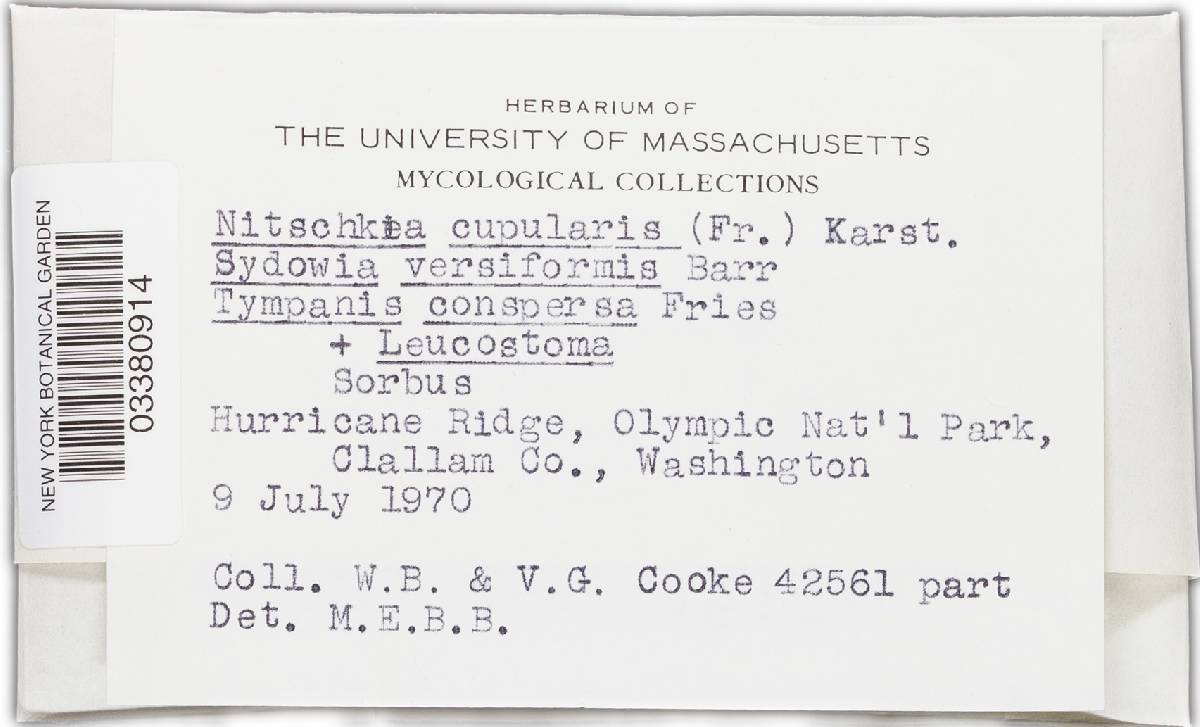 HERBARIUM OF
THE UNIVERSITY OF MASSACHUSETTS
MYCOLOGICAL COLLECTIONS
Nitschkia cupularis (Fr.) Karst.
Sydowia versiformis Barr
Tympanis conspersa Fries
+ Leucostoma
Sorbus
Hurricane Ridge, Olympic Nat'l Park,
Clallam Co., Washington
9 July 1970
Coll. W.B. & V.G. Cooke 42561 part
Det. M.E.B.B.
NEW YORK BOTANICAL GARDEN
03380914